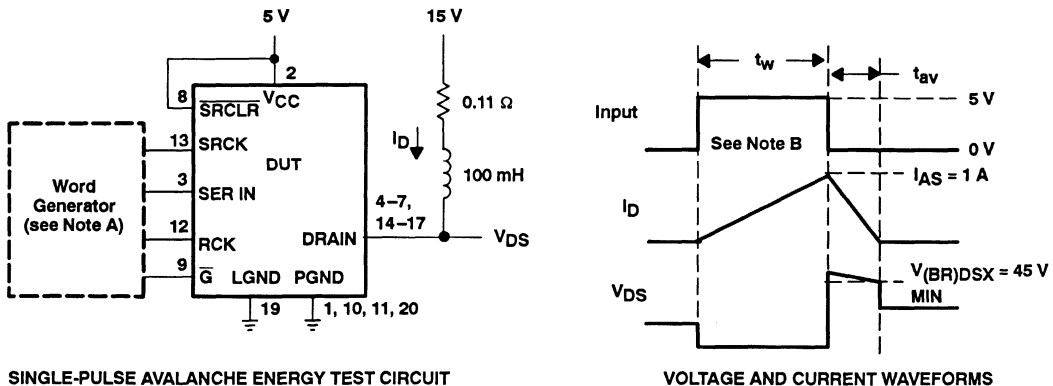 5 V
15 V
2
8
SRCLR
VCC
0.11 Ω
13
SRCK
ID
DUT
Word
Generator
(see Note A)
3
SER IN
100 mH
4–7,
14–17
12
RCK
DRAIN
VDS
9
G
LGND
PGND
19
1, 10, 11, 20
SINGLE-PULSE AVALANCHE ENERGY TEST CIRCUIT
tw
tav
Input
5 V
See Note B
0 V
IAS = 1 A
ID
V(BR)DSX = 45 V
VDS
MIN
VOLTAGE AND CURRENT WAVEFORMS